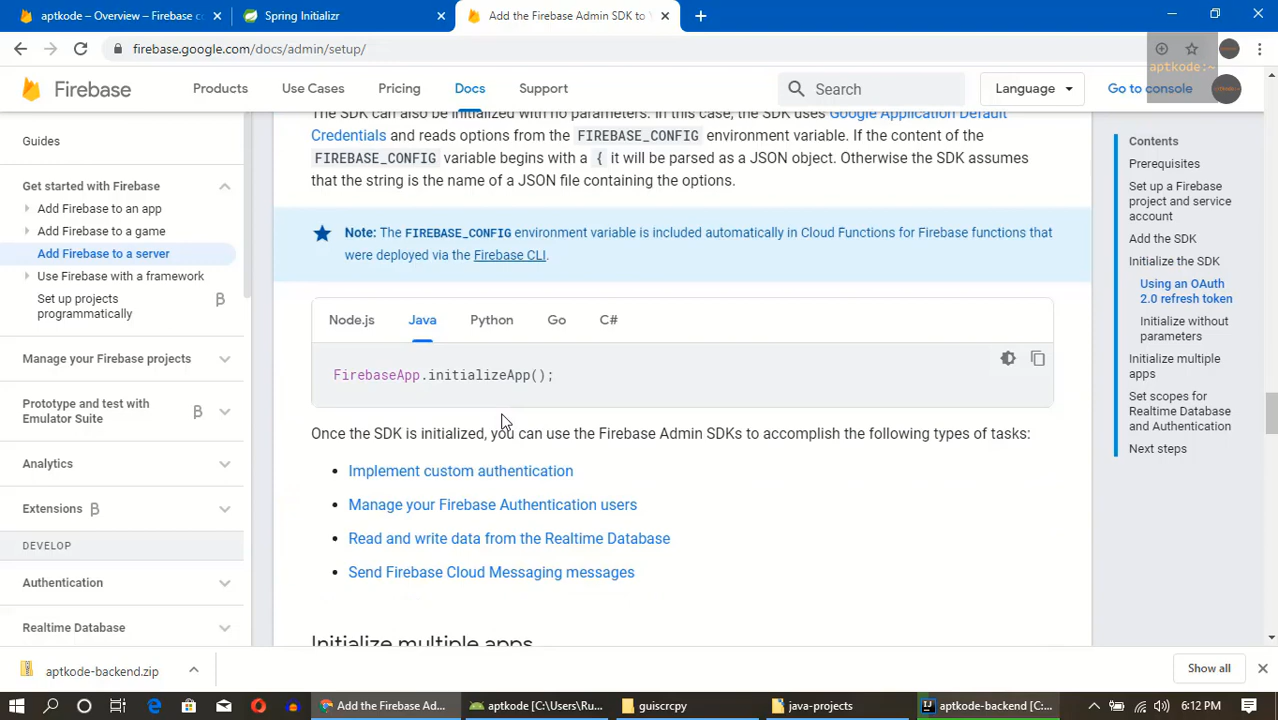 aptkode – Overview – Firebase co
Spring Initializr
Add the Firebase Admin SDK to Y
firebase.google.com/docs/admin/setup/
aptkode:~
Firebase
Products
Use Cases
Pricing
Docs
Support
Search
Language
Go to console
Guides
Get started with Firebase
Add Firebase to an app
Add Firebase to a game
Add Firebase to a server
Use Firebase with a framework
Set up projects
programmatically
Manage your Firebase projects
Prototype and test with
Emulator Suite
Analytics
Extensions
DEVELOP
Authentication
Realtime Database
The SDK can also be initialized with no parameters. In this case, the SDK uses Google Application Default
Credentials and reads options from the FIREBASE_CONFIG environment variable. If the content of the
FIREBASE_CONFIG variable begins with a { it will be parsed as a JSON object. Otherwise the SDK assumes
that the string is the name of a JSON file containing the options.
Note: The FIREBASE_CONFIG environment variable is included automatically in Cloud Functions for Firebase functions that
were deployed via the Firebase CLI.
Node.js
Java
Python
Go
C#
FirebaseApp.initializeApp();
Once the SDK is initialized, you can use the Firebase Admin SDKs to accomplish the following types of tasks:
• Implement custom authentication
• Manage your Firebase Authentication users
• Read and write data from the Realtime Database
• Send Firebase Cloud Messaging messages
Initialize multiple apps
Contents
Prerequisites
Set up a Firebase
project and service
account
Add the SDK
Initialize the SDK
Using an OAuth
2.0 refresh token
Initialize without
parameters
Initialize multiple
apps
Set scopes for
Realtime Database
and Authentication
Next steps
aptkode-backend.zip
Show all
Add the Firebase Ad...
aptkode [C:\Users\Ru...
guiscrcpy
java-projects
aptkode-backend [C:...
6:12 PM